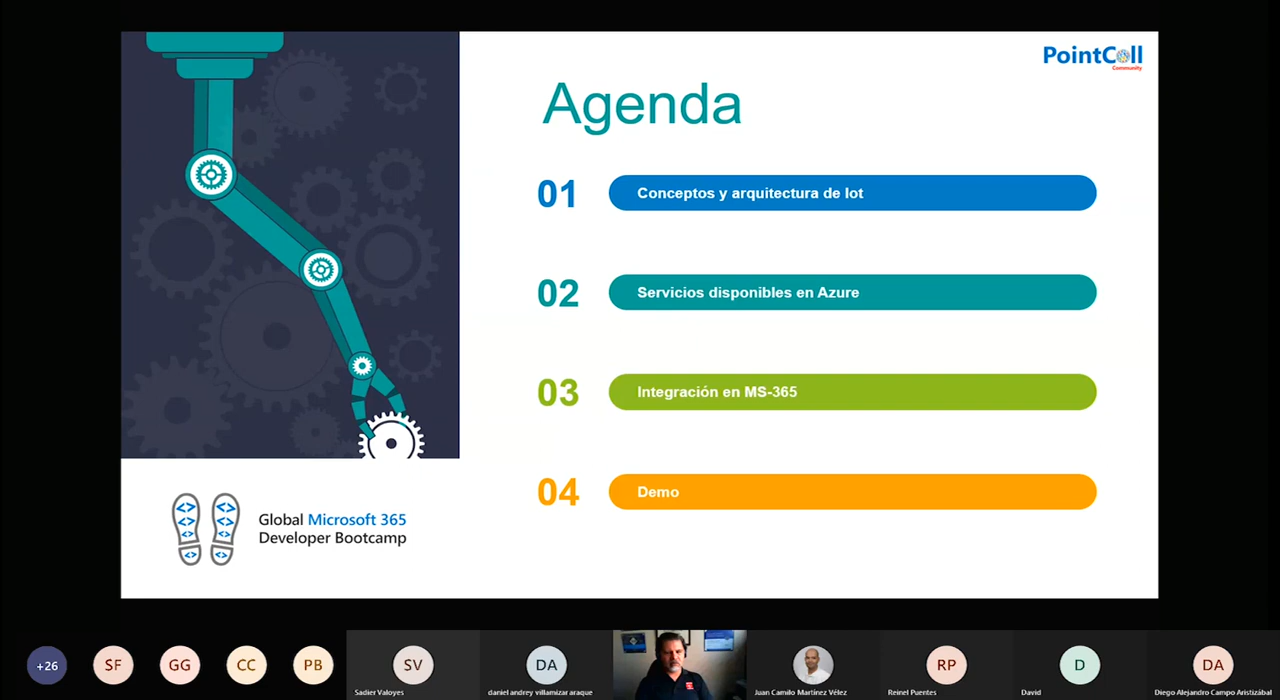 PointColl
Community
Agenda
01
Conceptos y arquitectura de Iot
02
Servicios disponibles en Azure
03
Integración en MS-365
04
Demo
Global Microsoft 365
Developer Bootcamp
+26
SF
GG
CC
PB
SV
Sadier Valoyes
DA
daniel andrey villamizar araque
Juan Camilo Martínez Vélez
RP
Reinel Puentes
D
David
DA
Diego Alejandro Campo Aristizábal